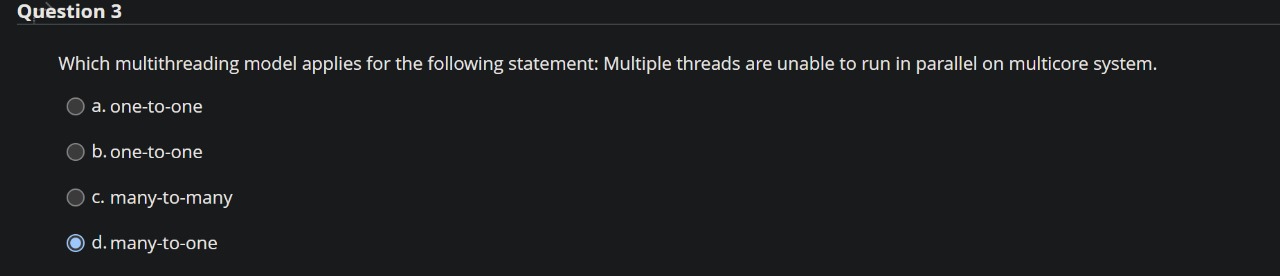 Question 3
Which multithreading model applies for the following statement: Multiple threads are unable to run in parallel on multicore system.
a. one-to-one
b. one-to-one
c. many-to-many
d. many-to-one